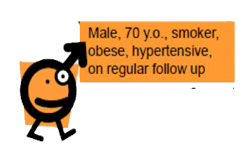 Male, 70 y.o., smoker,
obese, hypertensive,
on regular follow up